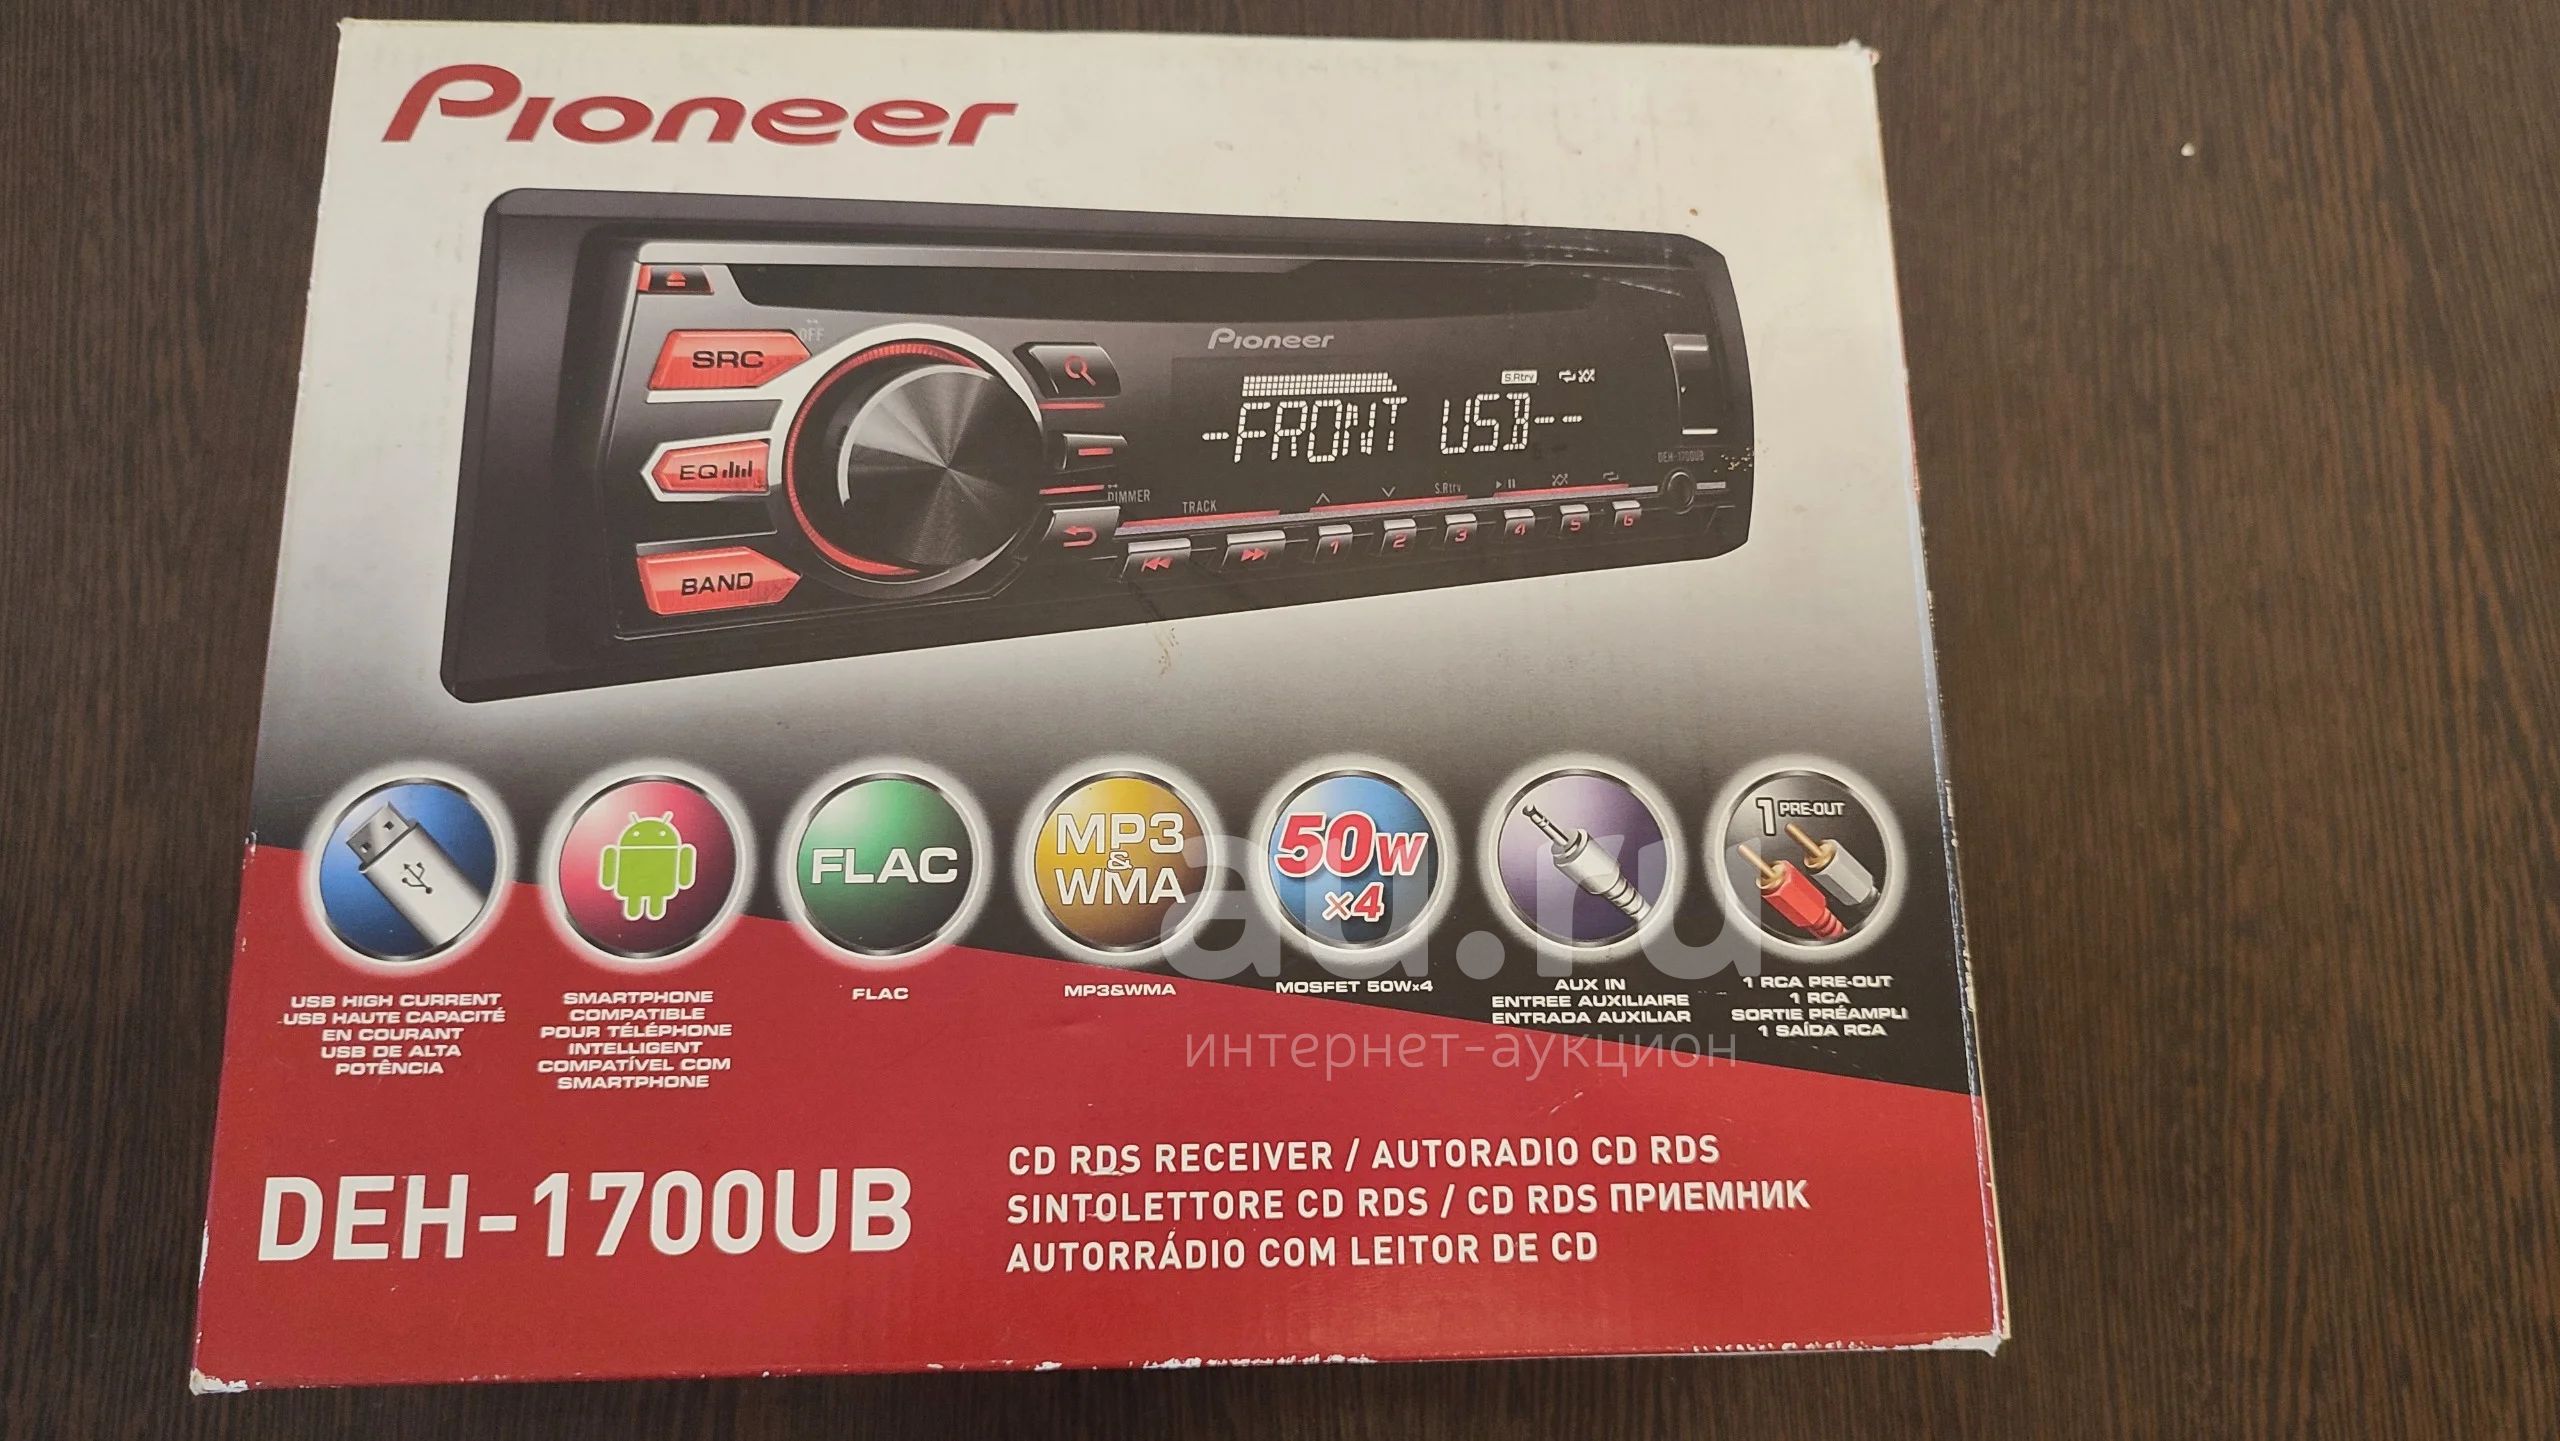 Pioneer
OFF
SRC
EQ
BAND
DIMMER
Pioneer
S.Rtrv
-FRONT USB--
DEH-1700UB
TRACK
S.Rtrv
1 2 3 4 5 6
FLAC
MP3
&
WMA
50W
×4
1 PRE-OUT
USB HIGH CURRENT
USB HAUTE CAPACITÉ
EN COURANT
USB DE ALTA
POTÊNCIA
SMARTPHONE
COMPATIBLE
POUR TÉLÉPHONE
INTELLIGENT
COMPATÍVEL COM
SMARTPHONE
FLAC
MP3&WMA
MOSFET 50W×4
AUX IN
ENTREE AUXILIAIRE
ENTRADA AUXILIAR
1 RCA PRE-OUT
1 RCA
SORTIE PRÉAMPLI
1 SAÍDA RCA
au.ru
интернет-аукцион
DEH-1700UB
CD RDS RECEIVER / AUTORADIO CD RDS
SINTOLETTORE CD RDS / CD RDS ПРИЕМНИК
AUTORRÁDIO COM LEITOR DE CD